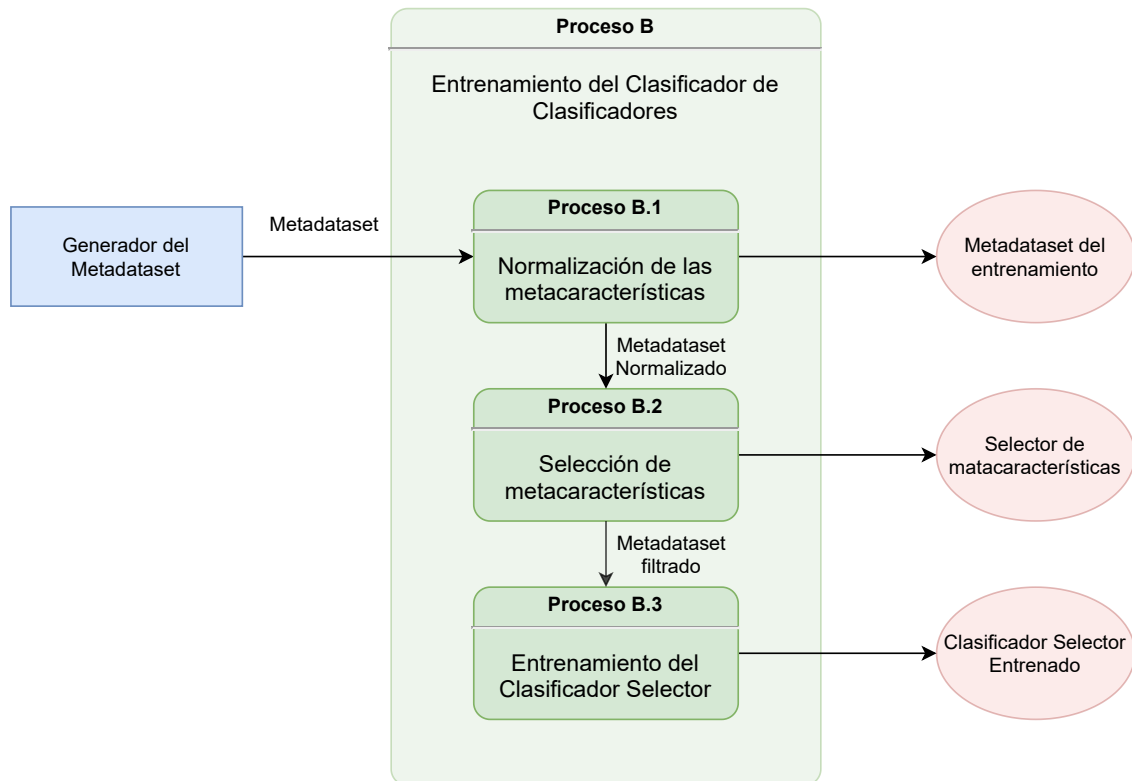 Proceso B
Entrenamiento del Clasificador de
Clasificadores
Generador del
Metadataset
Metadataset
Proceso B.1
Normalización de las
metacaracterísticas
Metadataset del
entrenamiento
Metadataset
Normalizado
Proceso B.2
Selección de
metacaracterísticas
Selector de
matacaracterísticas
Metadataset
filtrado
Proceso B.3
Entrenamiento del
Clasificador Selector
Clasificador Selector
Entrenado